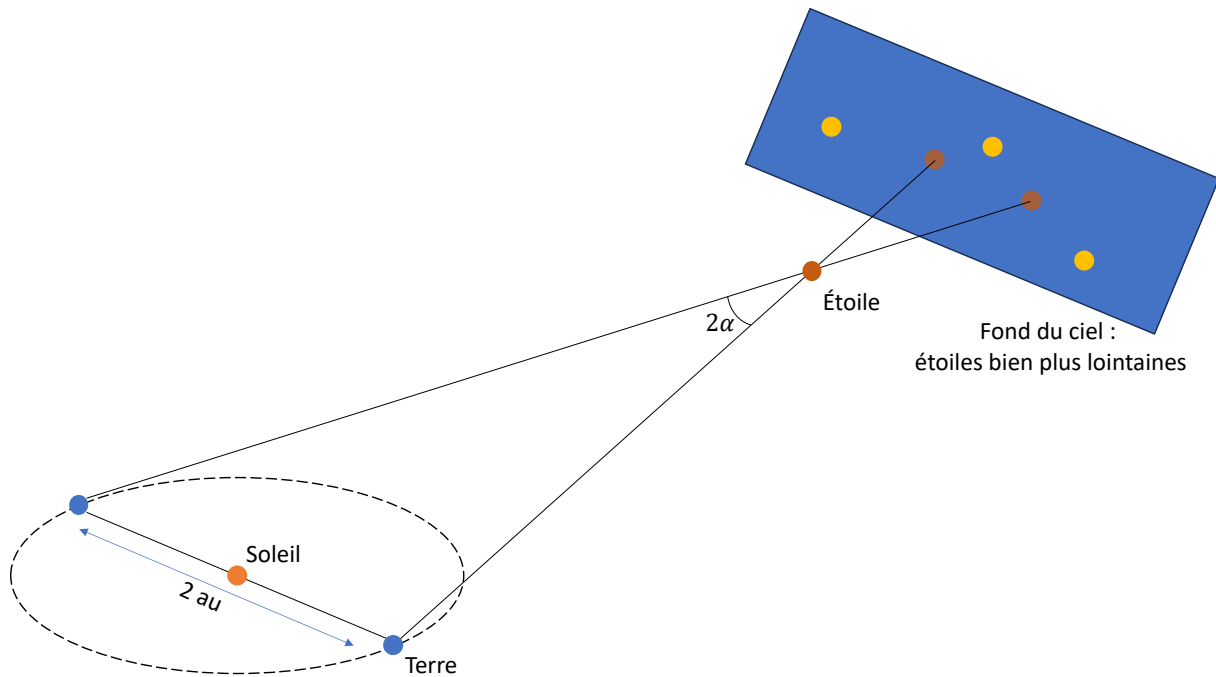 Étoile
2α
Fond du ciel :
étoiles bien plus lointaines
Soleil
2 au
Terre